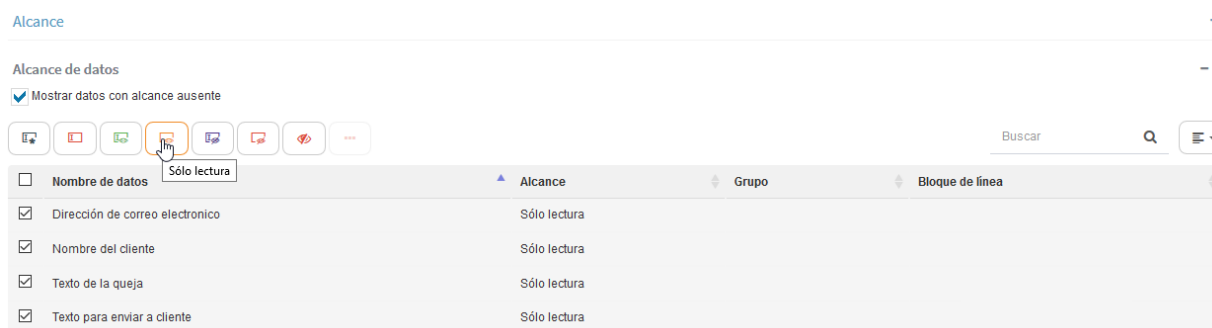 Alcance
Alcance de datos
Mostrar datos con alcance ausente
Buscar
Sólo lectura
Nombre de datos Alcance Grupo Bloque de línea
Dirección de correo electronico Sólo lectura
Nombre del cliente Sólo lectura
Texto de la queja Sólo lectura
Texto para enviar a cliente Sólo lectura